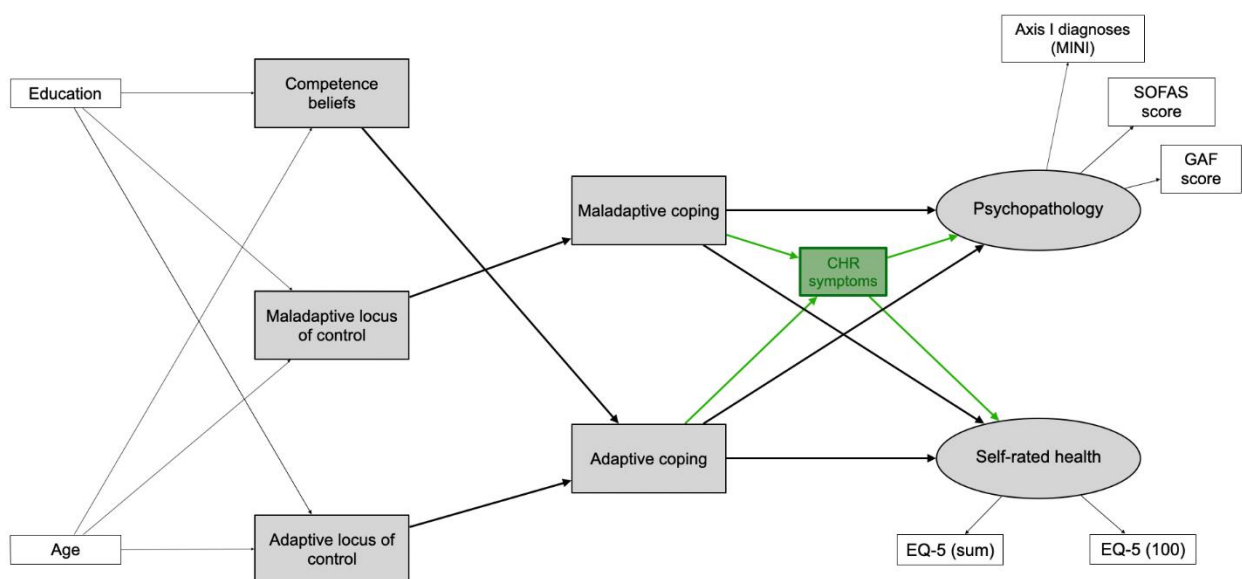 Axis I diagnoses
(MINI)
SOFAS
score
GAF
score
Education
Competence
beliefs
Maladaptive coping
Psychopathology
CHR
symptoms
Maladaptive locus
of control
Adaptive coping
Self-rated health
Age
Adaptive locus of
control
EQ-5 (sum)
EQ-5 (100)